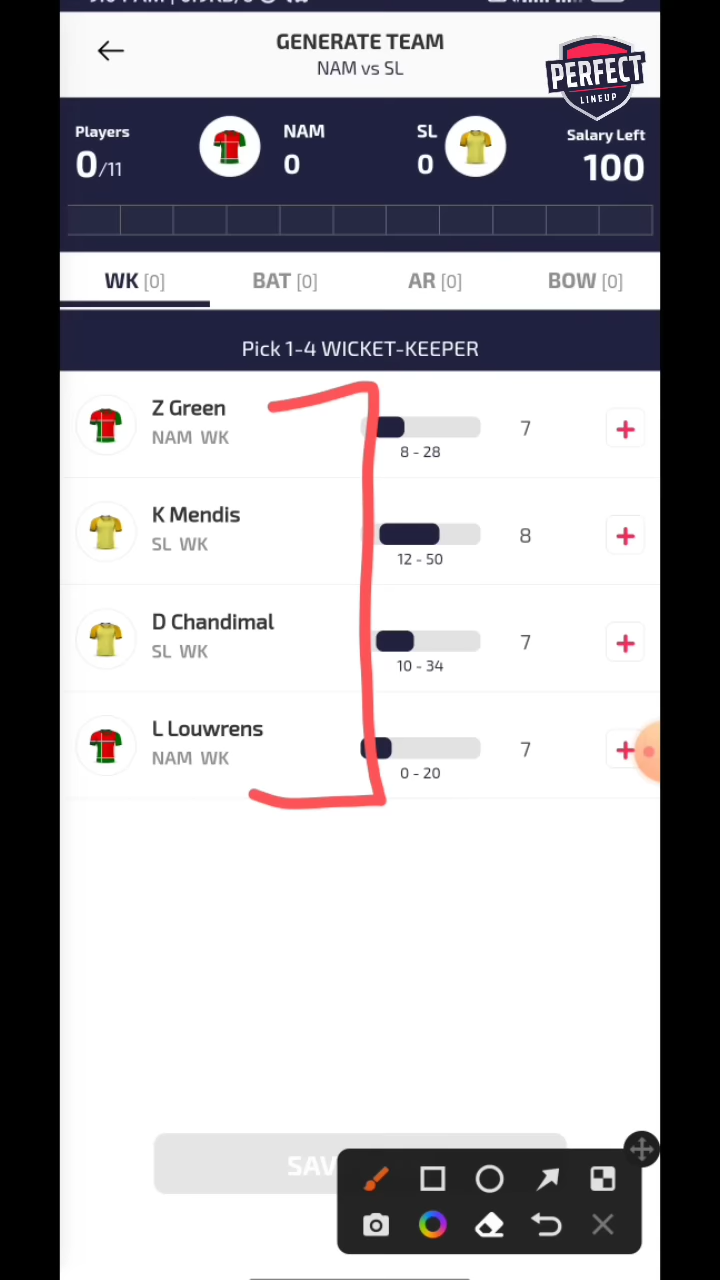 GENERATE TEAM
NAM vs SL
PERFECT
LINEUP
Players
0/11
NAM
0
SL
0
Salary Left
100
WK [0]
BAT [0]
AR [0]
BOW [0]
Pick 1-4 WICKET-KEEPER
Z Green
NAM WK
8 - 28
7
+
K Mendis
SL WK
12 - 50
8
+
D Chandimal
SL WK
10 - 34
7
+
L Louwrens
NAM WK
0 - 20
7
+